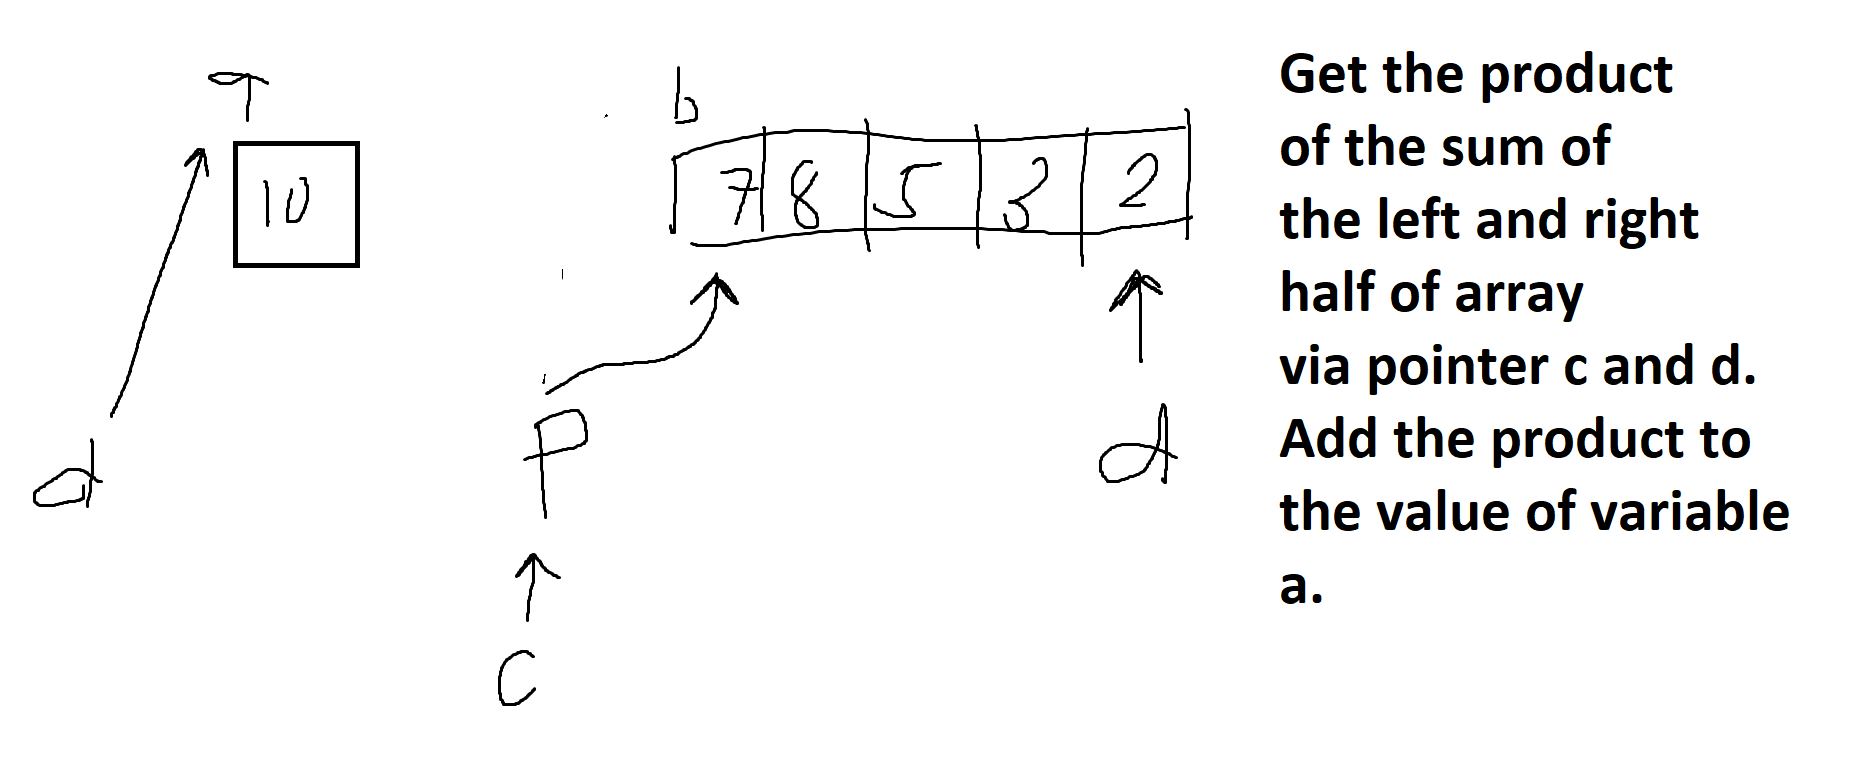 a
10
d
b
7 8 5 3 2
P
d
C
Get the product
of the sum of
the left and right
half of array
via pointer c and d.
Add the product to
the value of variable
a.